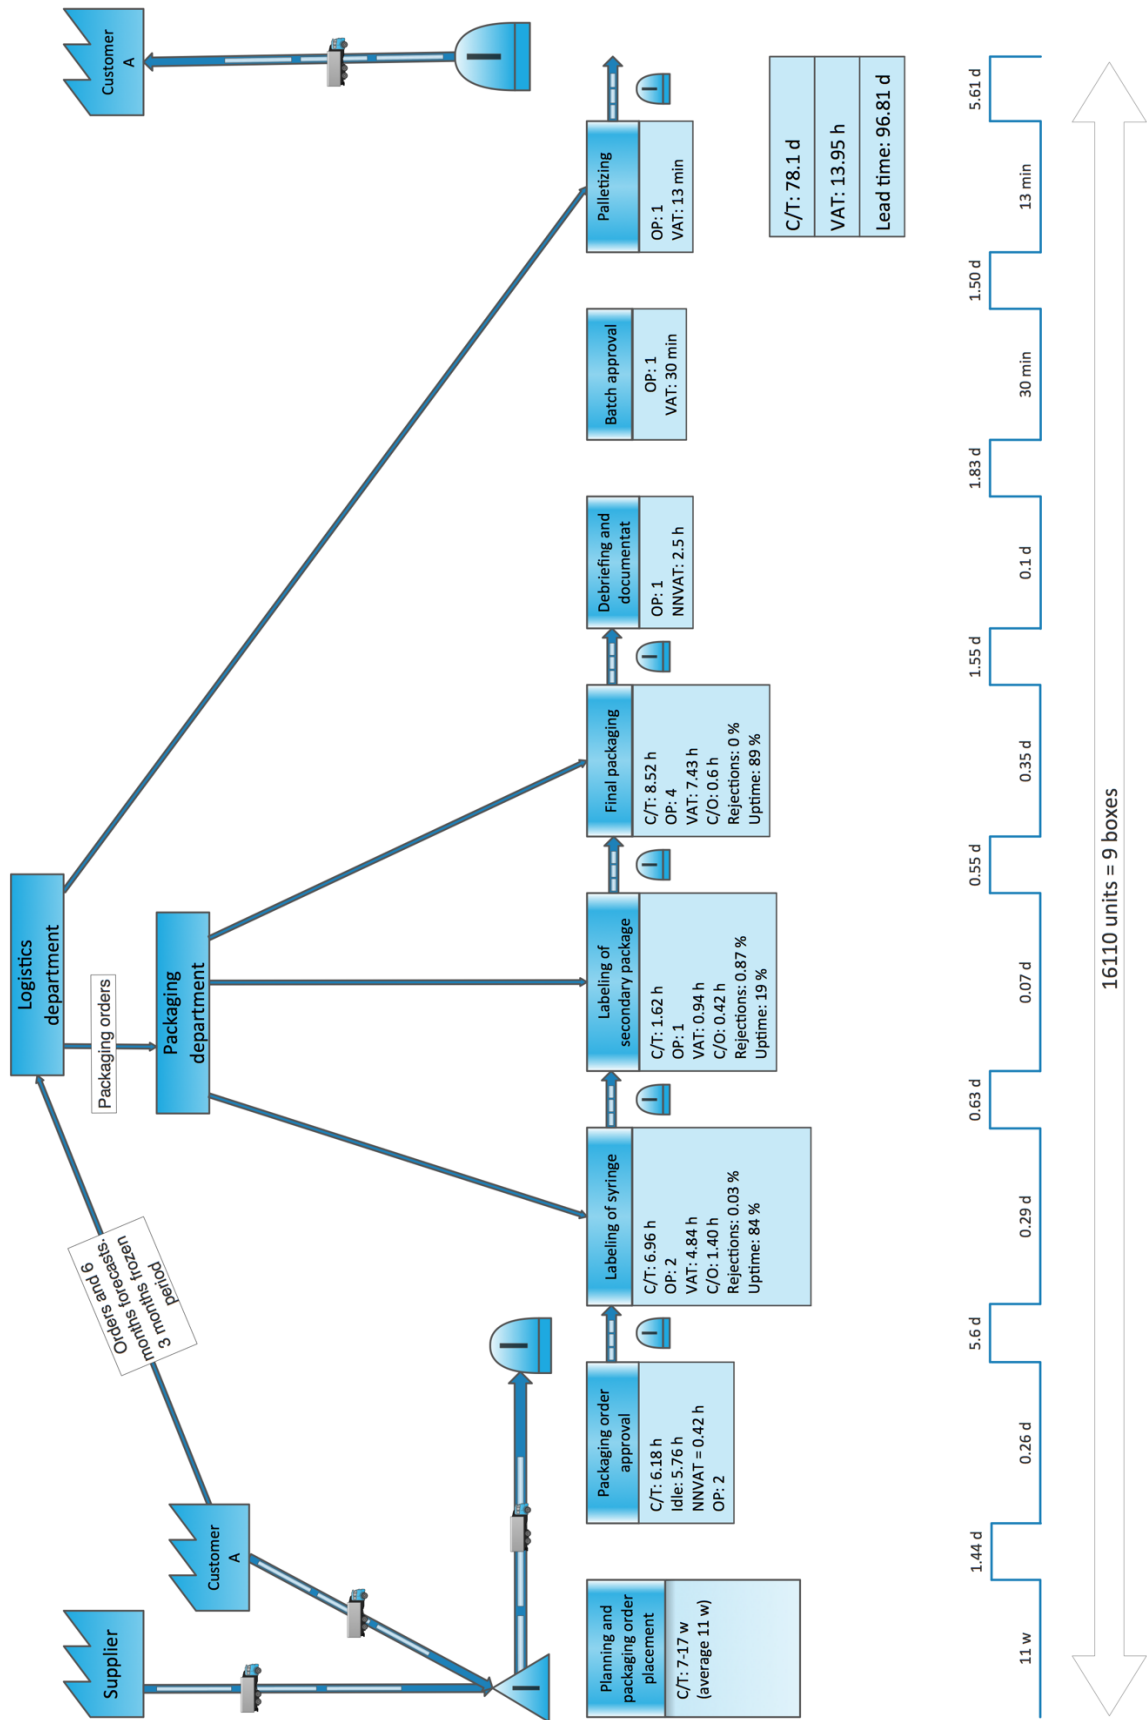 Supplier
Customer
A
Orders and 6
months forecasts.
3 months frozen
period
Logistics
department
Packaging orders
Packaging
department
Customer
A
I
I
I
Planning and
packaging order
placement
C/T: 7-17 w
(average 11 w)
Packaging order
approval
C/T: 6.18 h
Idle: 5.76 h
NNVAT = 0.42 h
OP: 2
I
Labeling of syringe
C/T: 6.96 h
OP: 2
VAT: 4.84 h
C/O: 1.40 h
Rejections: 0.03 %
Uptime: 84 %
I
Labeling of
secondary package
C/T: 1.62 h
OP: 1
VAT: 0.94 h
C/O: 0.42 h
Rejections: 0.87 %
Uptime: 19 %
I
Final packaging
C/T: 8.52 h
OP: 4
VAT: 7.43 h
C/O: 0.6 h
Rejections: 0 %
Uptime: 89 %
I
Debriefing and
documentat
OP: 1
NNVAT: 2.5 h
Batch approval
OP: 1
VAT: 30 min
Palletizing
OP: 1
VAT: 13 min
I
C/T: 78.1 d
VAT: 13.95 h
Lead time: 96.81 d
11 w
1.44 d
0.26 d
5.6 d
0.29 d
0.63 d
0.07 d
0.55 d
0.35 d
1.55 d
0.1 d
1.83 d
30 min
1.50 d
13 min
5.61 d
16110 units = 9 boxes